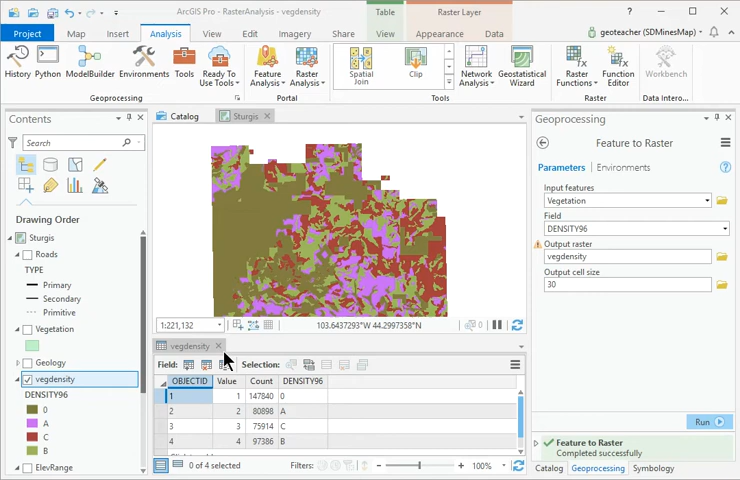 ArcGIS Pro - RasterAnalysis - vegdensity
Table
Raster Layer
?
Project
Map
Insert
Analysis
View
Edit
Imagery
Share
View
Appearance
Data
geoteacher (SDMinesMap)
History
Python
ModelBuilder
Environments
Tools
Ready To
Use Tools
Feature
Analysis
Raster
Analysis
Spatial
Join
Clip
Network
Analysis
Geostatistical
Wizard
Raster
Functions
Function
Editor
Workbench
Geoprocessing
Portal
Tools
Raster
Data Intero...
Contents
Search
Drawing Order
Sturgis
Roads
TYPE
Primary
Secondary
Primitive
Vegetation
Geology
vegdensity
DENSITY96
0
A
C
B
ElevRange
Catalog
Sturgis
1:221,132
103.6437293°W 44.2997358°N
0
vegdensity
Field:
Selection:
OBJECTID Value Count DENSITY96
1 1 147840 0
2 2 80898 A
3 3 75914 C
4 4 97386 B
0 of 4 selected
Filters:
100%
Geoprocessing
Feature to Raster
Parameters Environments
Input features
Vegetation
Field
DENSITY96
Output raster
vegdensity
Output cell size
30
Run
Feature to Raster
Completed successfully
Catalog Geoprocessing Symbology